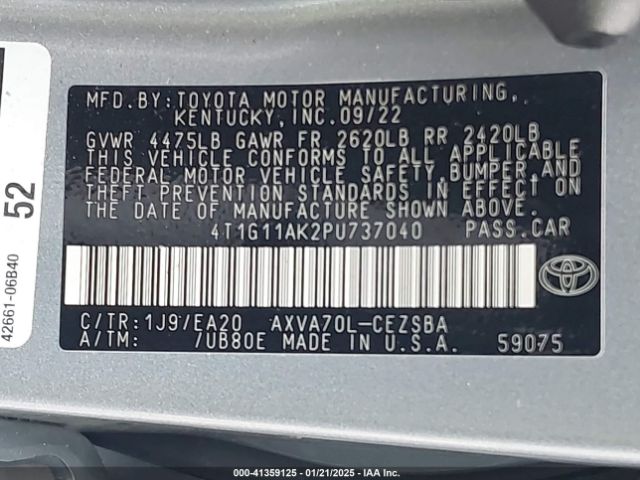 MFD.BY:TOYOTA MOTOR MANUFACTURING,
KENTUCKY, INC.09/22
GVWR 4475LB GAWR FR 2620LB RR 2420LB
THIS VEHICLE CONFORMS TO ALL APPLICABLE
FEDERAL MOTOR VEHICLE SAFETY,BUMPER,AND
THEFT PREVENTION STANDARDS IN EFFECT ON
THE DATE OF MANUFACTURE SHOWN ABOVE.
4T1G11AK2PU737040 PASS.CAR
C/TR:1J9/EA20 AXVA70L-CEZSBA
A/TM: /UB80E MADE IN U.S.A. 59075
52
42661-06B40
000-41359125 - 01/21/2025 - IAA Inc.